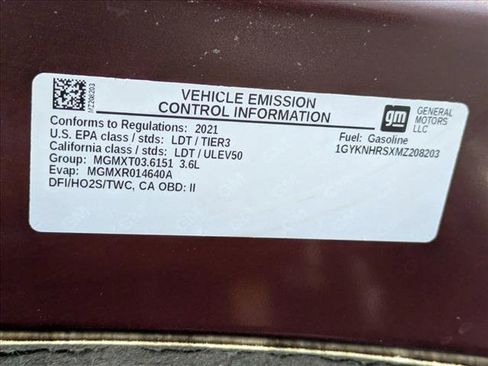 MZ208203
VEHICLE EMISSION
CONTROL INFORMATION
gm
GENERAL
MOTORS
LLC
Conforms to Regulations: 2021
U.S. EPA class / stds: LDT / TIER3
California class / stds: LDT / ULEV50
Group: MGMXT03.6151 3.6L
Evap: MGMXR014640A
DFI/HO2S/TWC, CA OBD: II
Fuel: Gasoline
1GYKNHRSXMZ208203